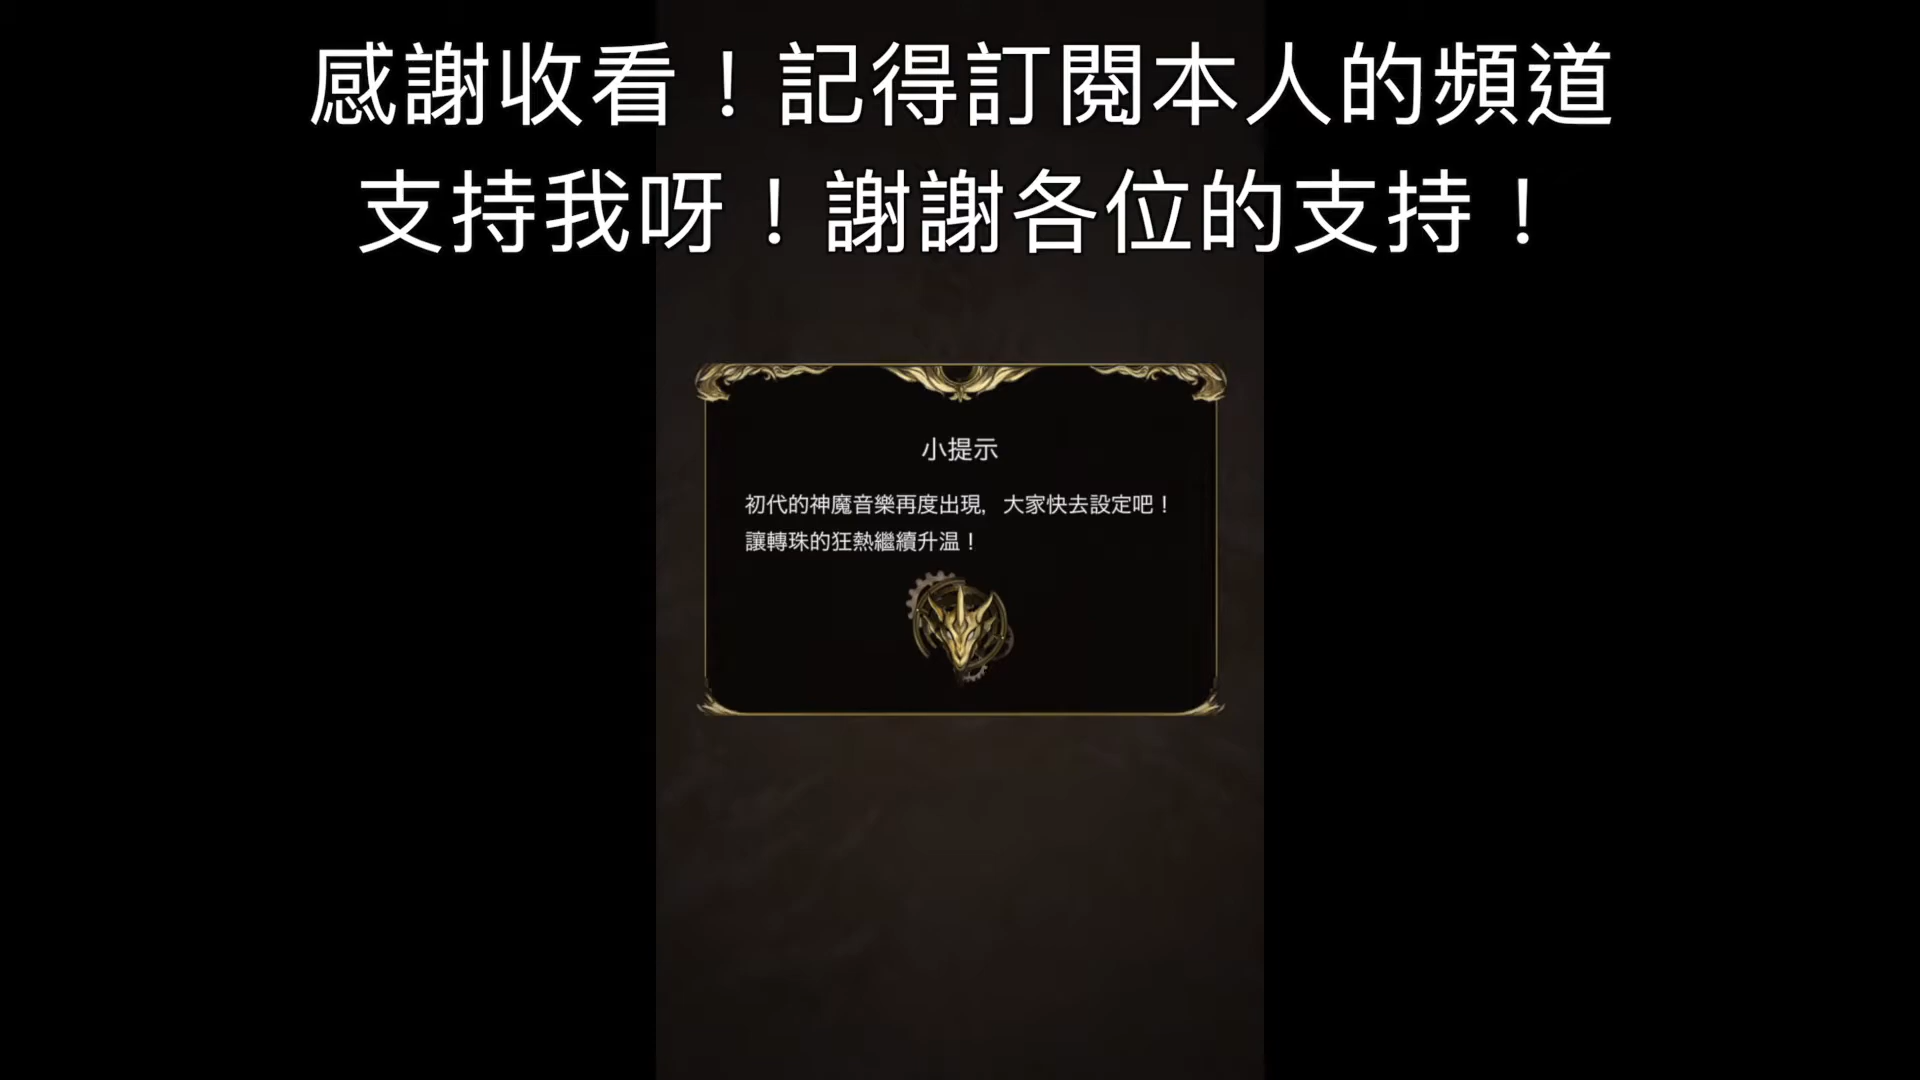 感謝收看！記得訂閱本人的頻道
支持我呀！謝謝各位的支持！
小提示
初代的神魔音樂再度出現，大家快去設定吧！
讓轉珠的狂熱繼續升温！